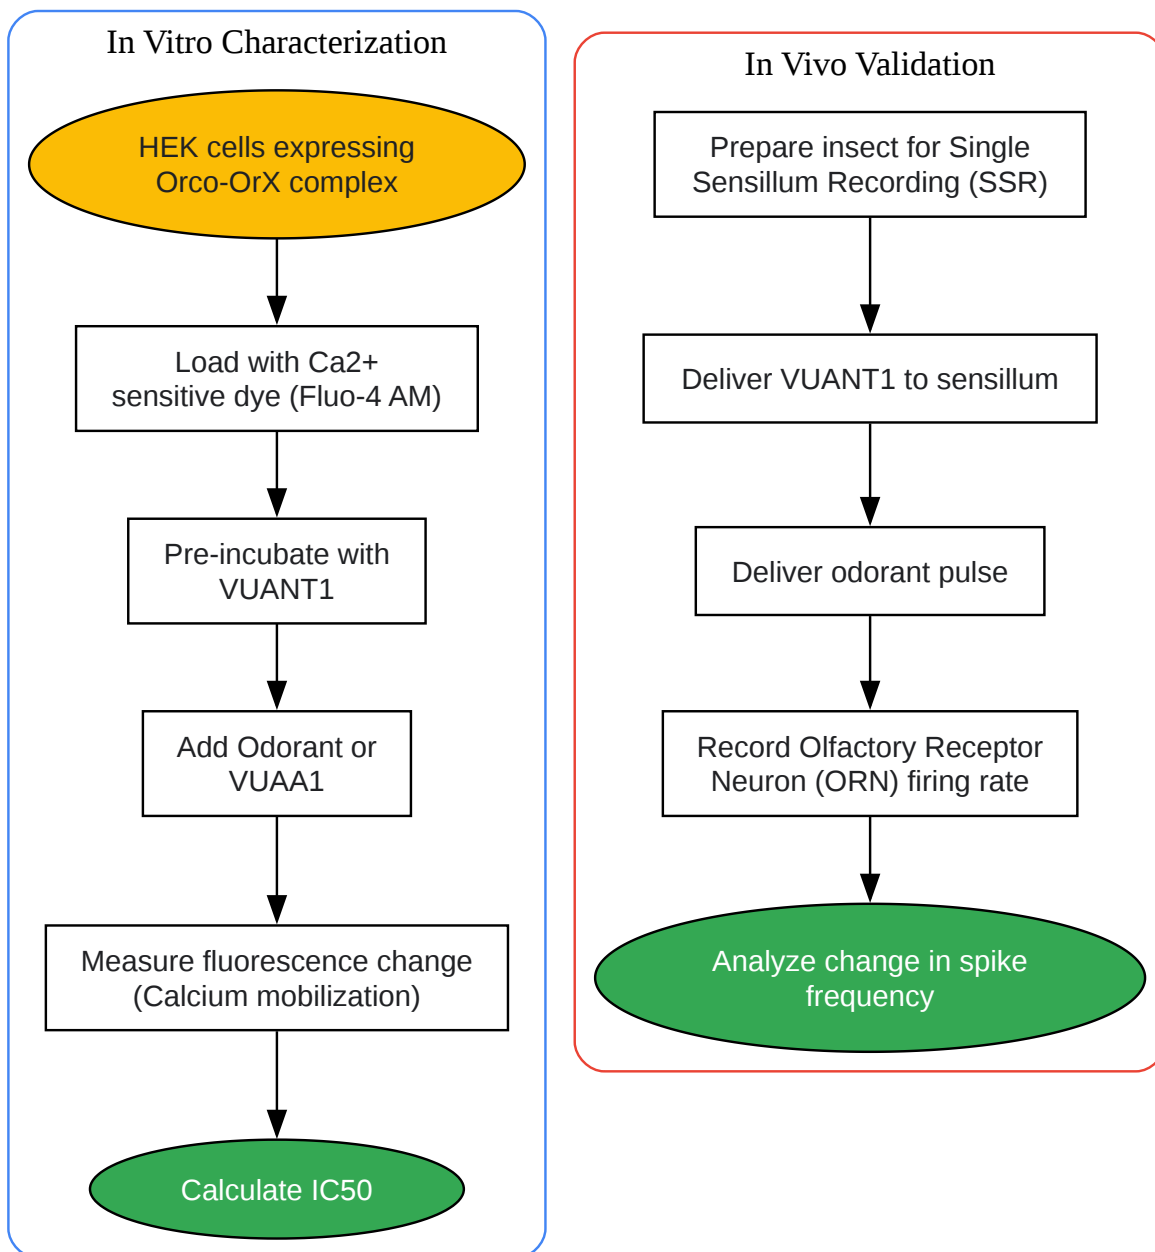 In Vitro Characterization
HEK cells expressing
Orco-OrX complex
Load with Ca2+
sensitive dye (Fluo-4 AM)
Pre-incubate with
VUANT1
Add Odorant or
VUAA1
Measure fluorescence change
(Calcium mobilization)
Calculate IC50
In Vivo Validation
Prepare insect for Single
Sensillum Recording (SSR)
Deliver VUANT1 to sensillum
Deliver odorant pulse
Record Olfactory Receptor
Neuron (ORN) firing rate
Analyze change in spike
frequency